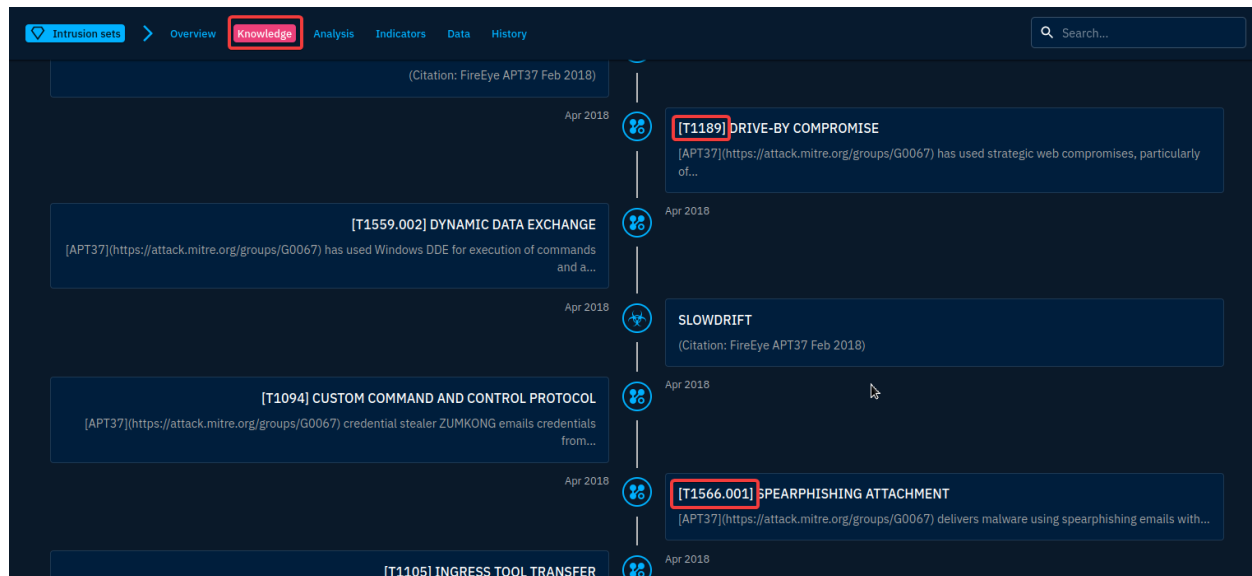 Intrusion sets
Overview
Knowledge
Analysis
Indicators
Data
History
Search...
(Citation: FireEye APT37 Feb 2018)
Apr 2018
[T1189] DRIVE-BY COMPROMISE
[APT37](https://attack.mitre.org/groups/G0067) has used strategic web compromises, particularly
of...
Apr 2018
[T1559.002] DYNAMIC DATA EXCHANGE
[APT37](https://attack.mitre.org/groups/G0067) has used Windows DDE for execution of commands
and a...
Apr 2018
SLOWDRIFT
(Citation: FireEye APT37 Feb 2018)
Apr 2018
[T1094] CUSTOM COMMAND AND CONTROL PROTOCOL
[APT37](https://attack.mitre.org/groups/G0067) credential stealer ZUMKONG emails credentials
from...
Apr 2018
[T1566.001] SPEARPHISHING ATTACHMENT
[APT37](https://attack.mitre.org/groups/G0067) delivers malware using spearphishing emails with...
Apr 2018
[T1105] INGRESS TOOL TRANSFER